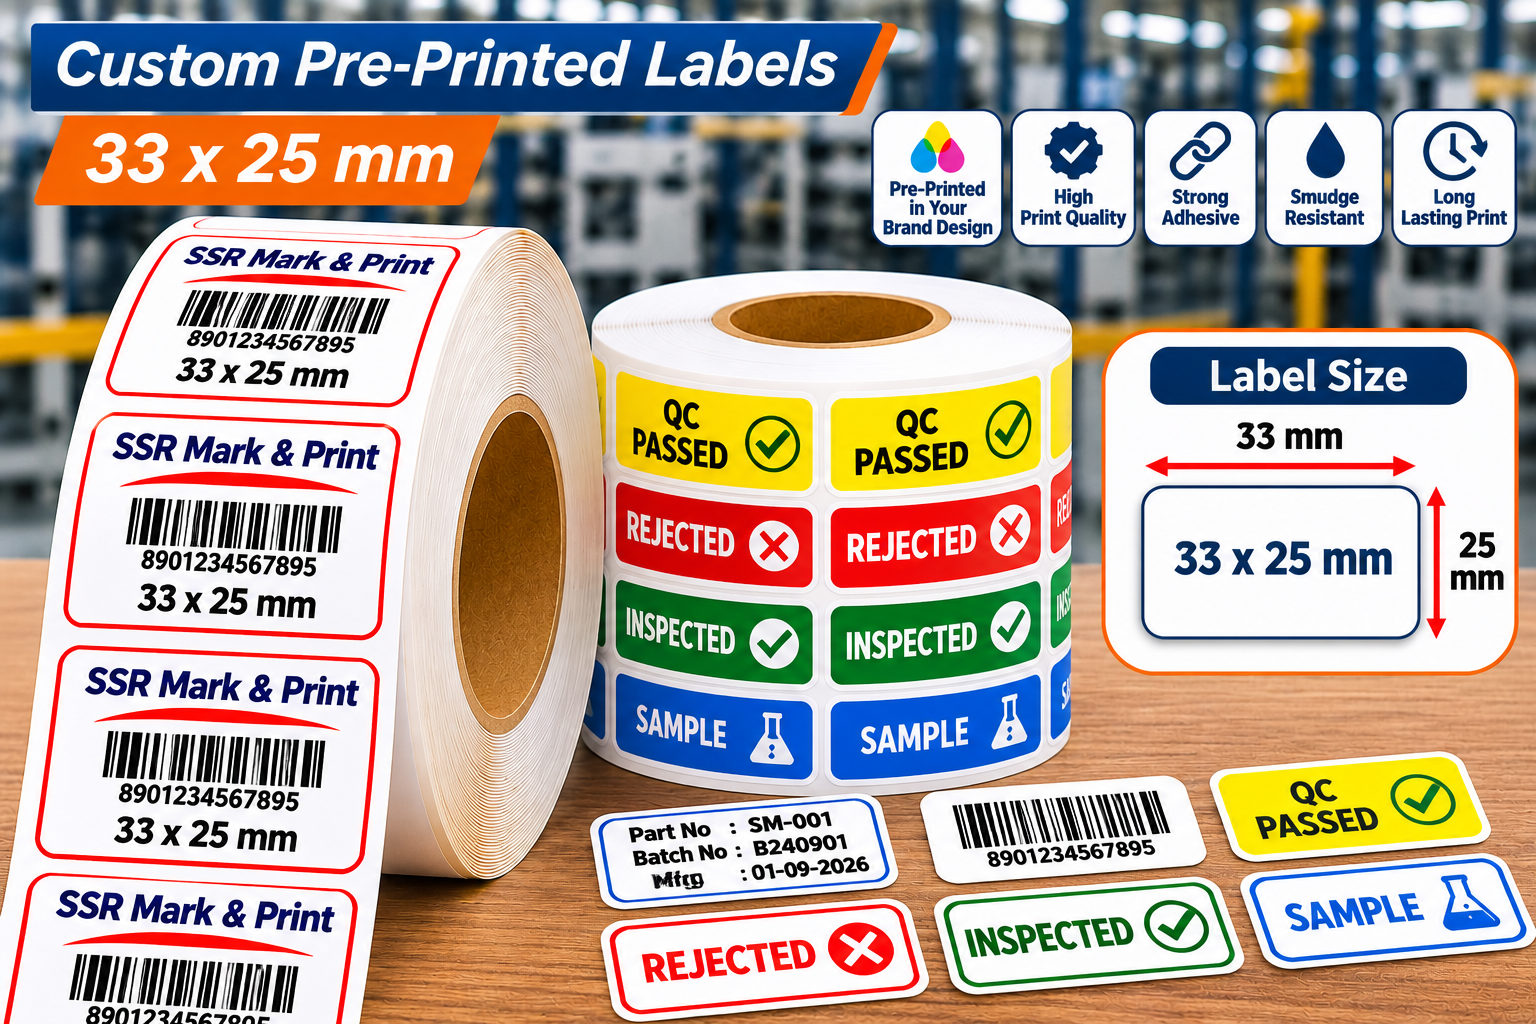 Custom Pre-Printed Labels
33 x 25 mm
Pre-Printed
in Your
Brand Design
High
Print Quality
Strong
Adhesive
Smudge
Resistant
Long
Lasting Print
SSR Mark & Print
8901234567895
33 x 25 mm
SSR Mark & Print
8901234567895
33 x 25 mm
SSR Mark & Print
8901234567895
33 x 25 mm
SSR Mark & Print
8901234567895
QC
PASSED
QC
PASSED
REJECTED
REJECTED
INSPECTED
INSPECTED
SAMPLE
SAMPLE
Label Size
33 mm
33 x 25 mm
25
mm
Part No : SM-001
Batch No : B240901
Mfg : 01-09-2026
8901234567895
QC
PASSED
REJECTED
INSPECTED
SAMPLE